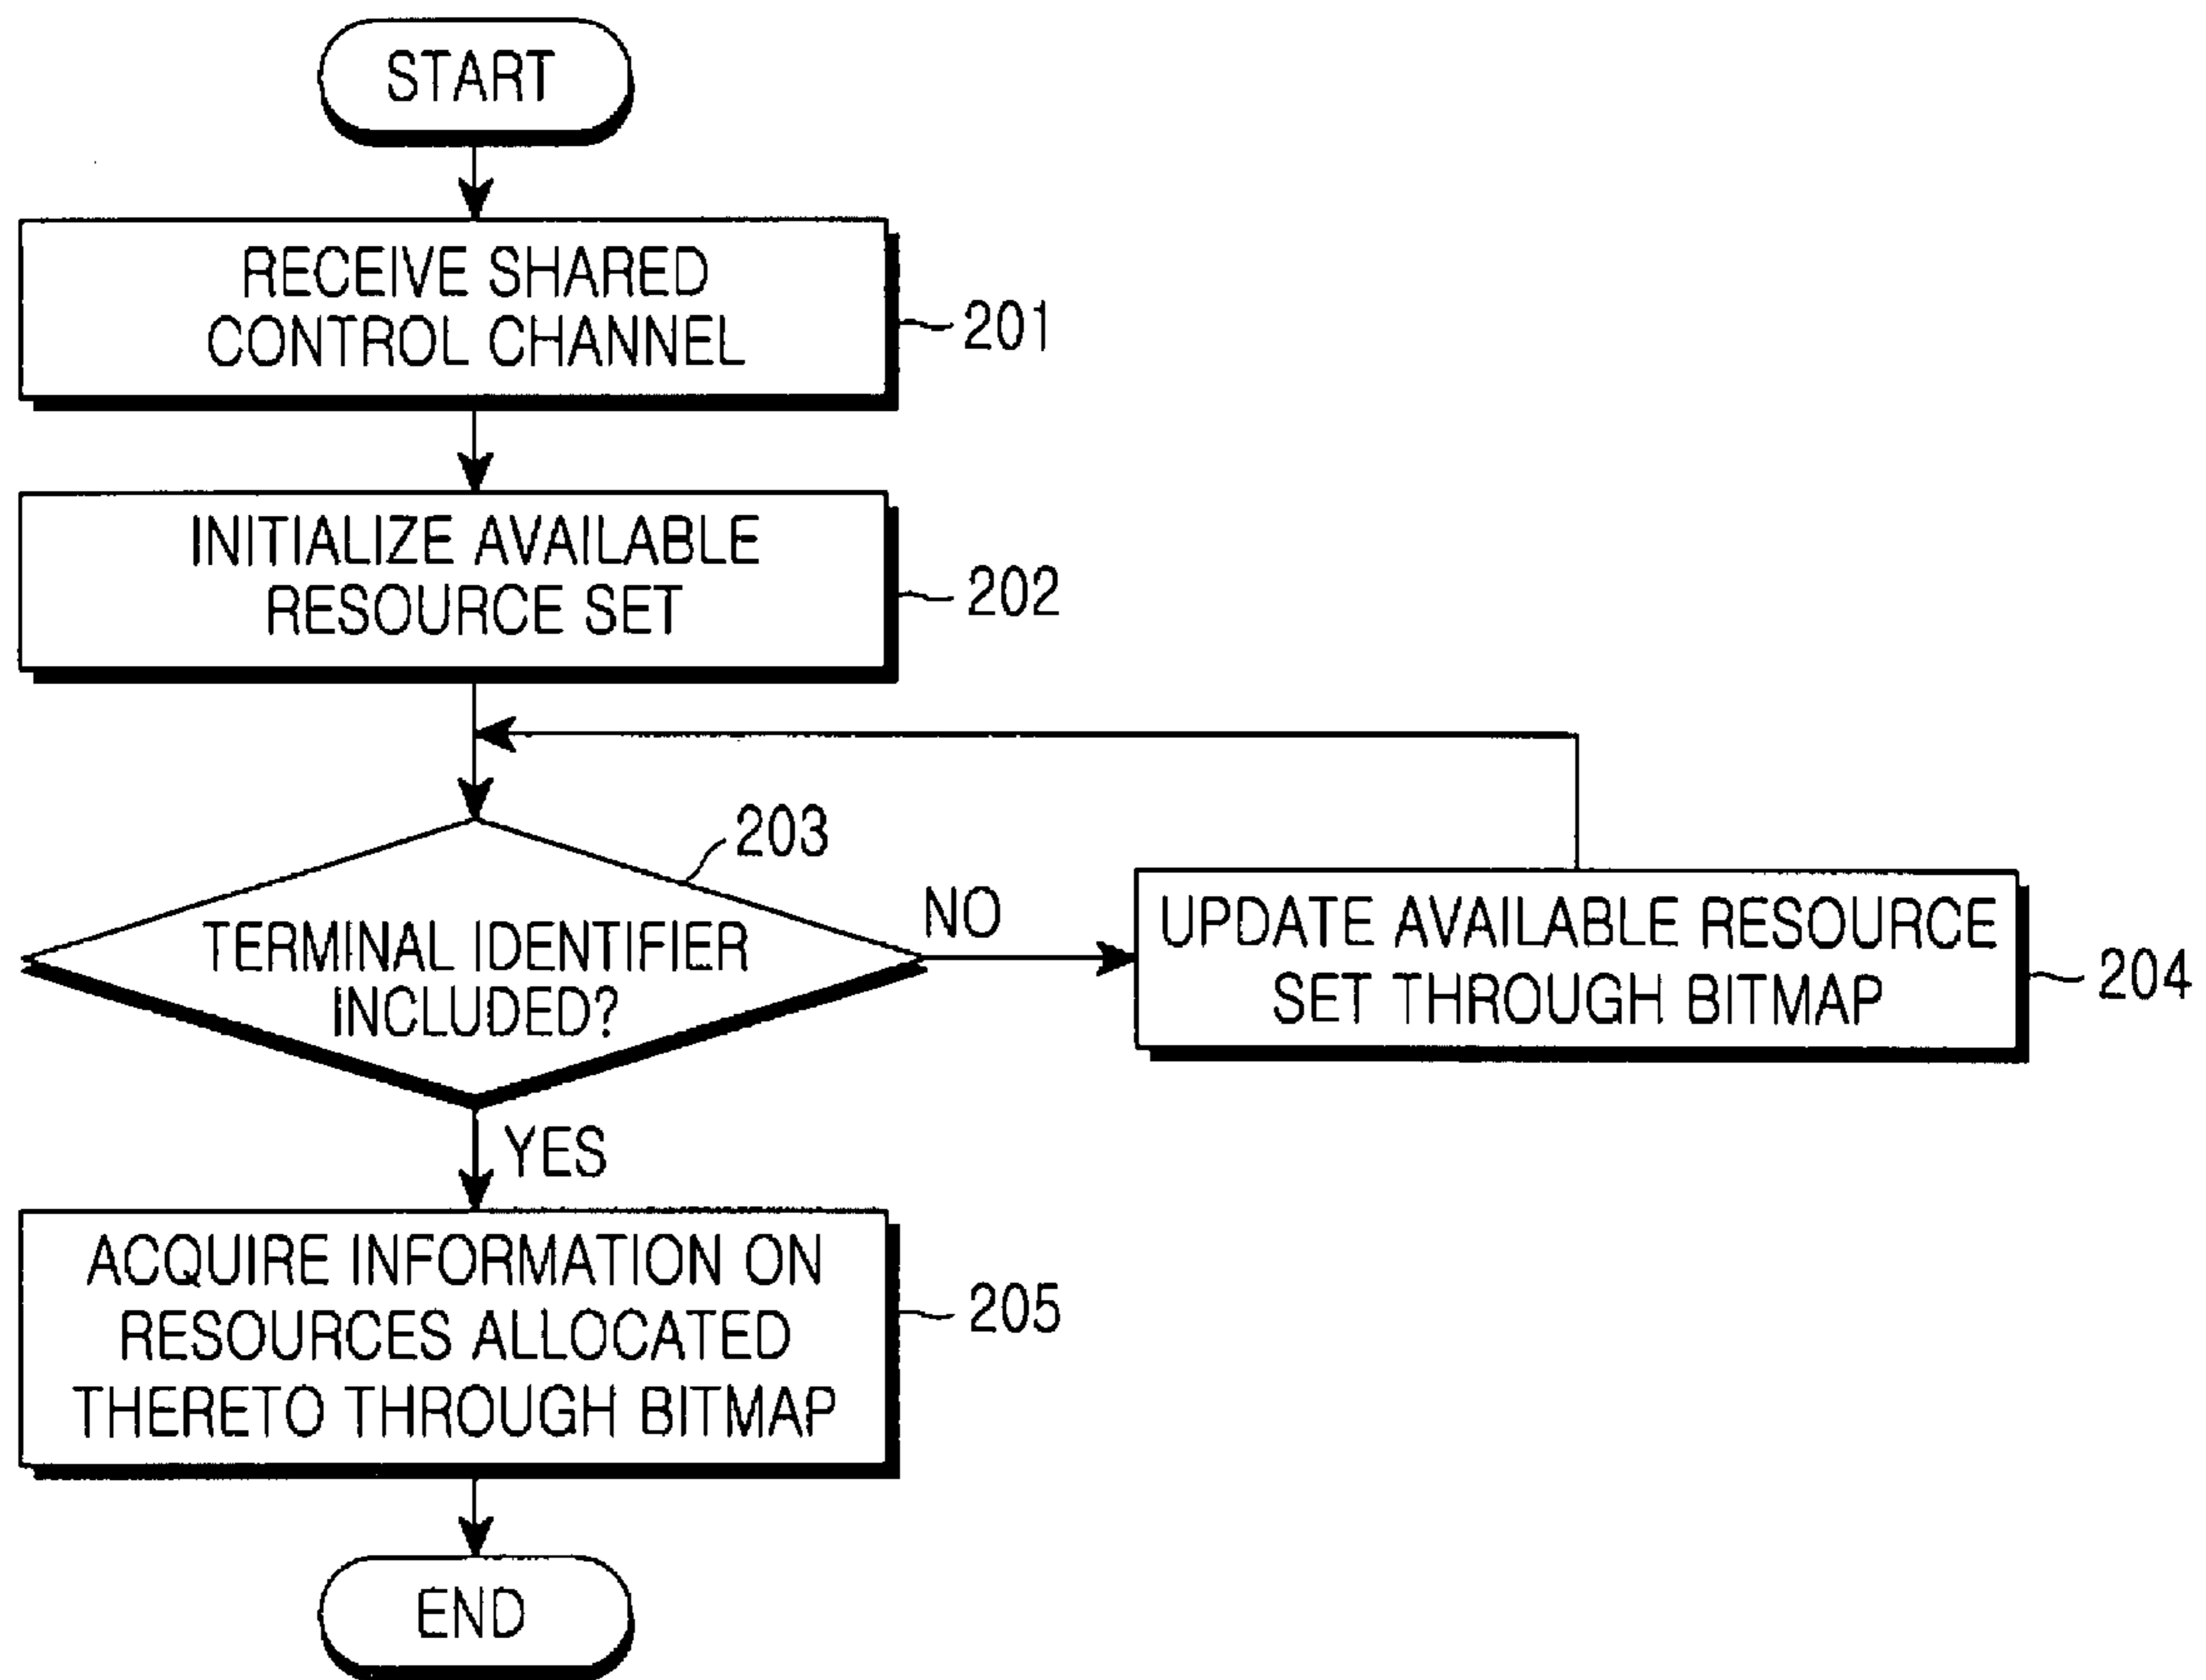 START
RECEIVE SHARED
CONTROL CHANNEL
201
INITIALIZE AVAILABLE
RESOURCE SET
202
203
TERMINAL IDENTIFIER
INCLUDED?
NO
UPDATE AVAILABLE RESOURCE
SET THROUGH BITMAP
204
YES
ACQUIRE INFORMATION ON
RESOURCES ALLOCATED
THERETO THROUGH BITMAP
205
END